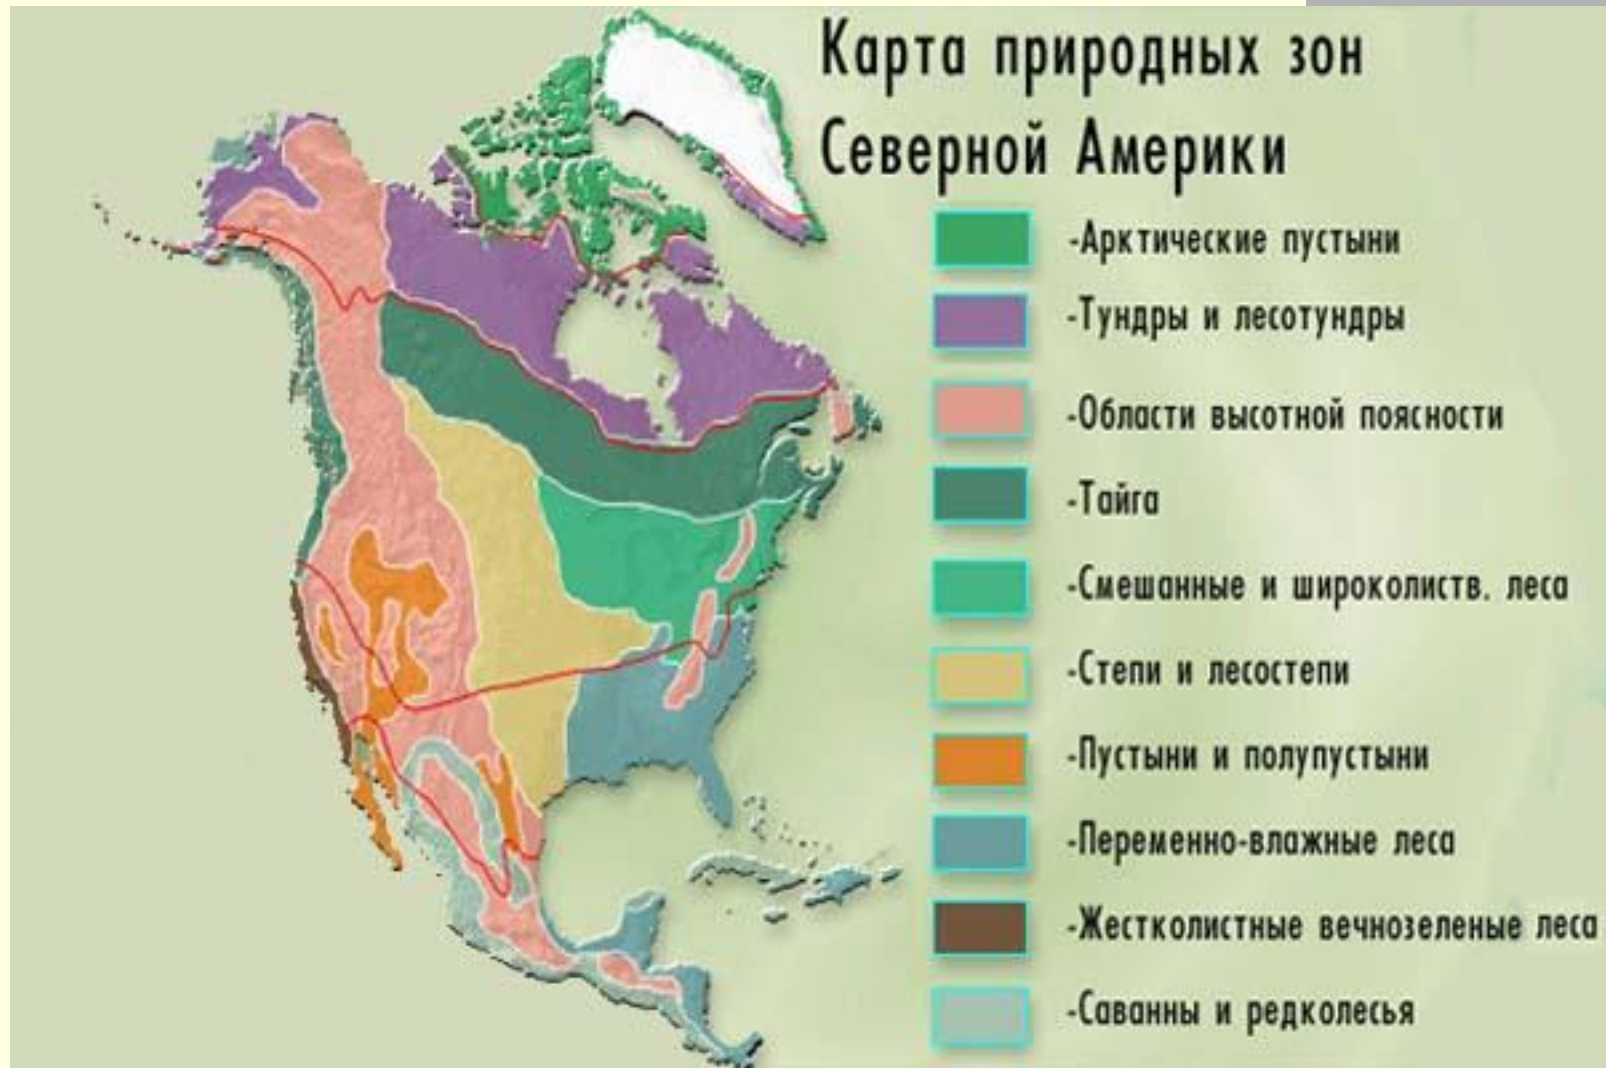 Карта природных зон
Северной Америки
-Арктические пустыни
-Тундры и лесотундры
-Области высотной поясности
-Тайга
-Смешанные и широколиств. леса
-Степи и лесостепи
-Пустыни и полупустыни
-Переменно-влажные леса
-Жестколистные вечнозеленые леса
-Саванны и редколесья